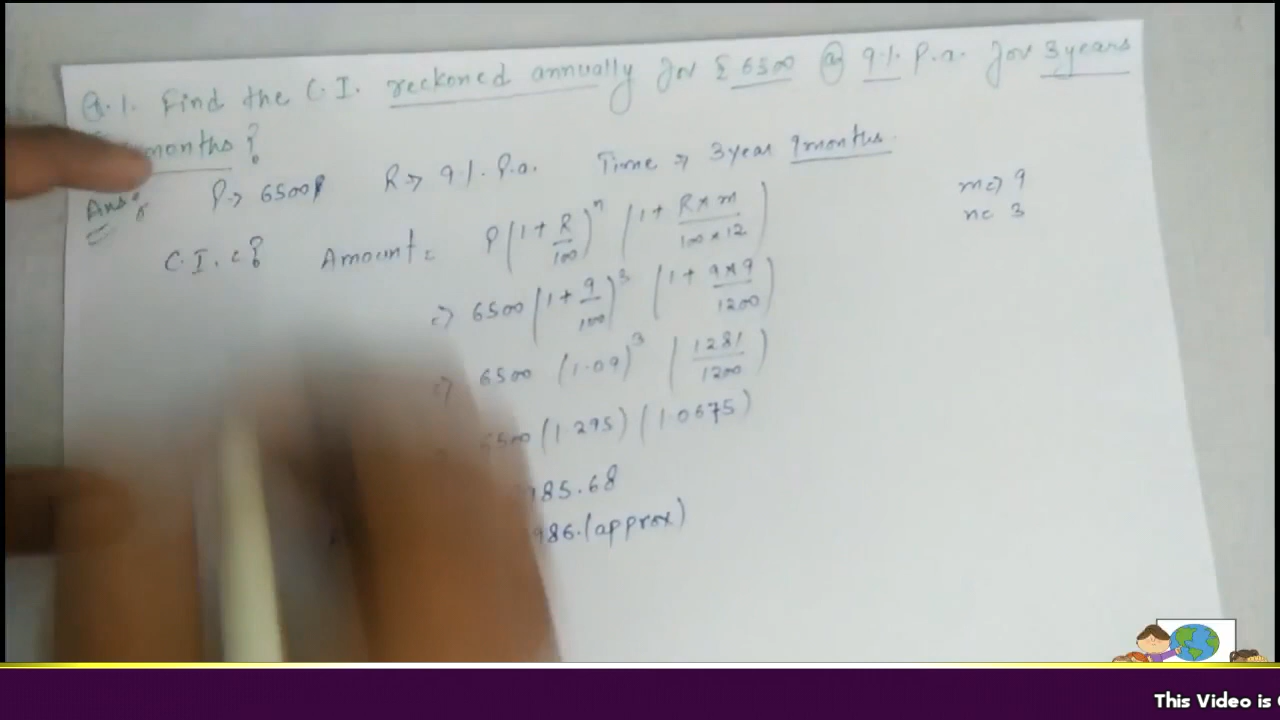 Q.1. Find the C.I. reckoned annually for ₹ 6500 @ 9%. P.a. for 3 years
months ?
Ans: P → 6500 R → 9%. P.a. Time → 3 year 9 months.
m → 9
n = 3
C.I. = ? Amount = P (1 + R/100)^n (1 + R×m/100×12)
⇒ 6500 (1 + 9/100)^3 (1 + 9×9/1200)
⇒ 6500 (1.09)^3 (1281/1200)
6500 (1.295) (1.0675)
985.68
986. (approx)
This Video is